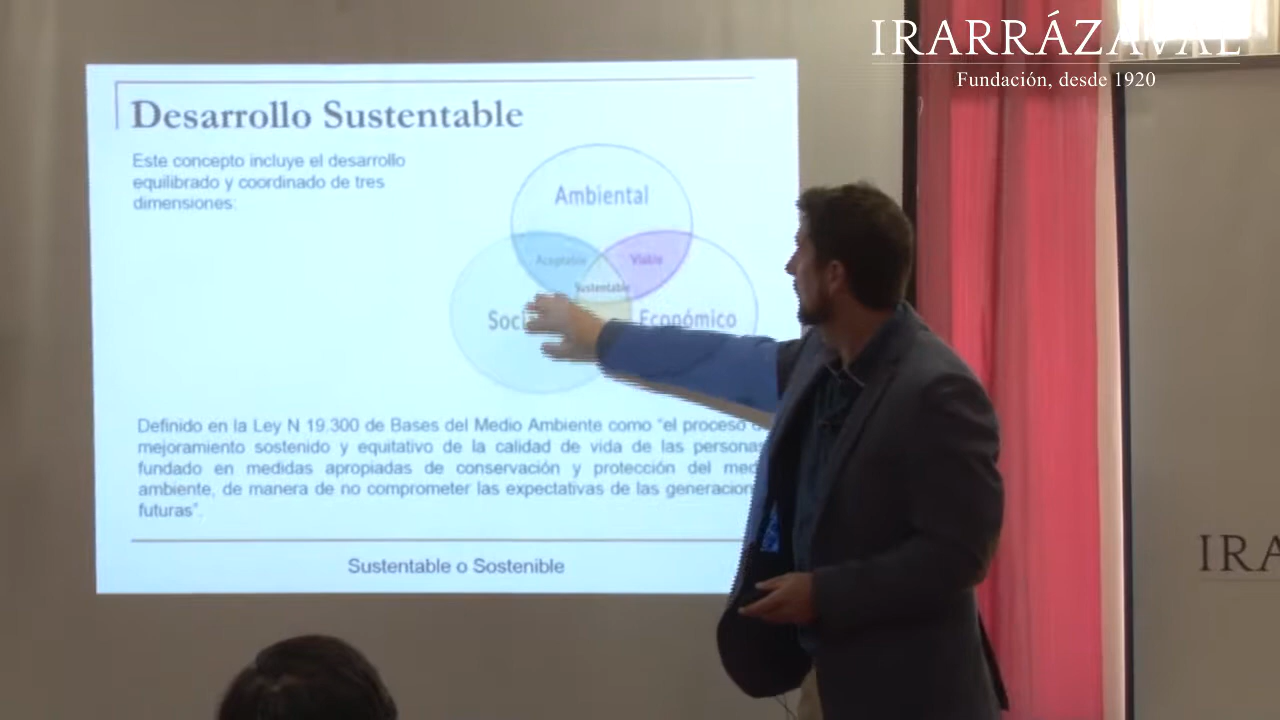 IRARRÁZAVAL
Fundación, desde 1920
Desarrollo Sustentable
Este concepto incluye el desarrollo
equilibrado y coordinado de tres
dimensiones:
Ambiental
Aceptable
Viable
Sustentable
Soci
Económico
Definido en la Ley N 19.300 de Bases del Medio Ambiente como “el proceso
mejoramiento sostenido y equitativo de la calidad de vida de las personas
fundado en medidas apropiadas de conservación y protección del med
ambiente, de manera de no comprometer las expectativas de las generacion
futuras”.
Sustentable o Sostenible
IRA